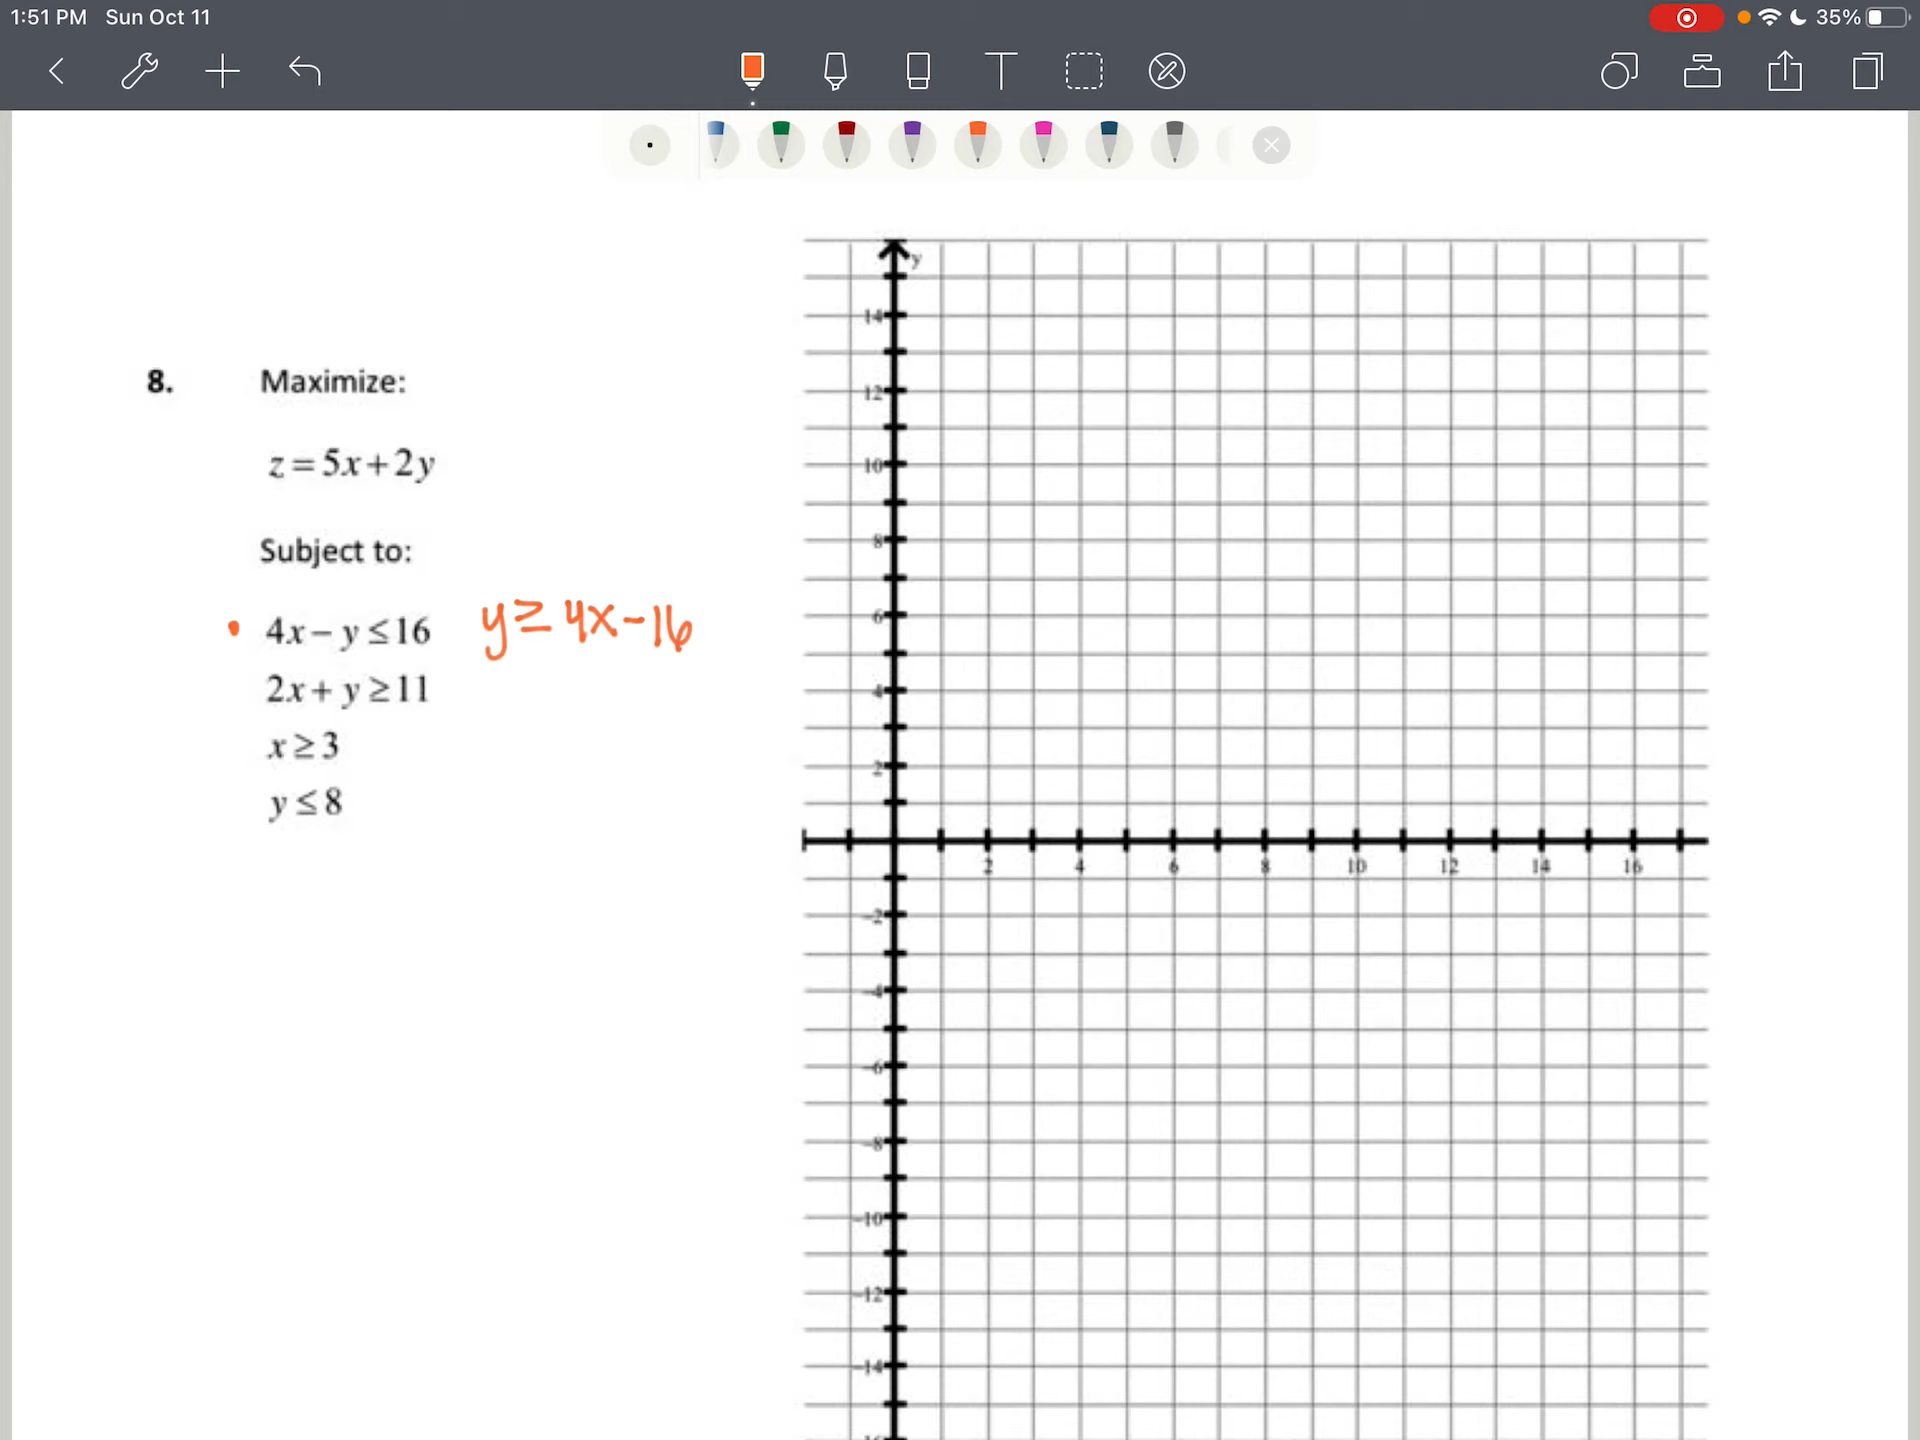 1:51 PM Sun Oct 11
35%
8. Maximize:
z=5x+2y
Subject to:
4x-y≤16 y≥4x-16
2x+y≥11
x≥3
y≤8
y
14
12
10
8
6
4
2
2 4 6 8 10 12 14 16
-2
-4
-6
-8
-10
-12
-14